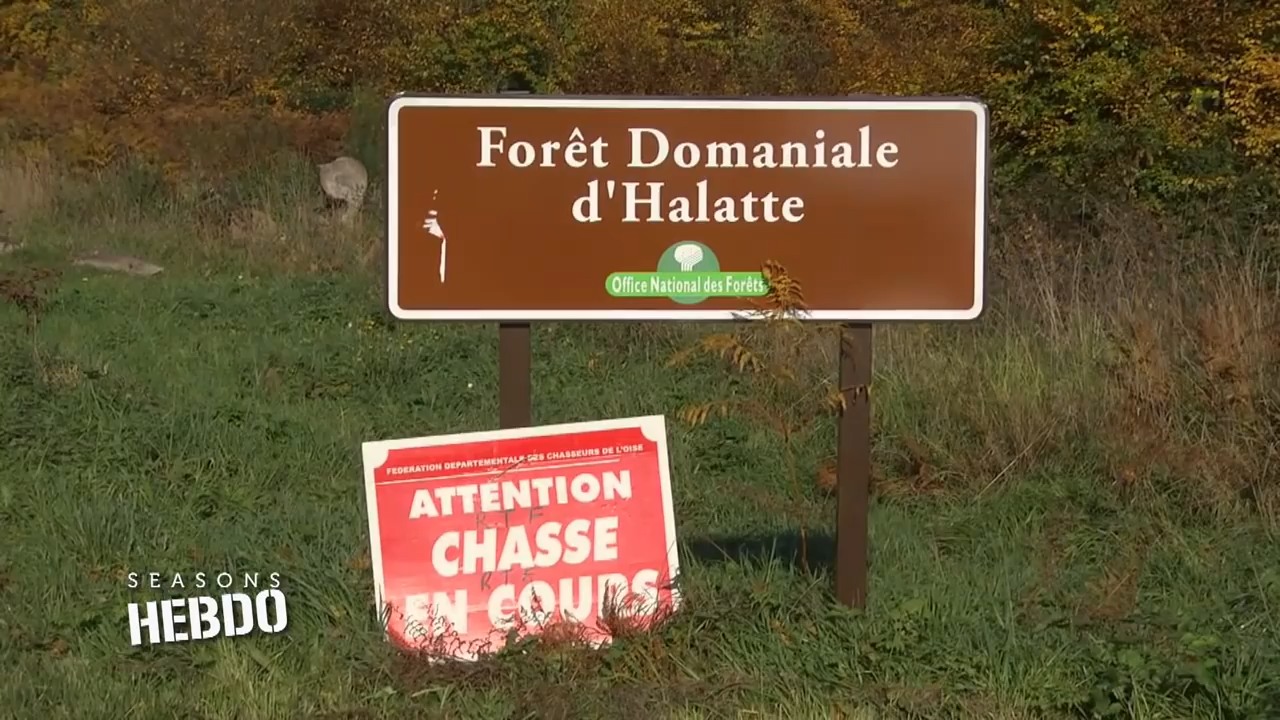 Forêt Domaniale
d'Halatte
Office National des Forêts
FEDERATION DEPARTEMENTALE DES CHASSEURS DE L'OISE
ATTENTION
RTF
CHASSE
EN COURS
SEASONS
HEBDO